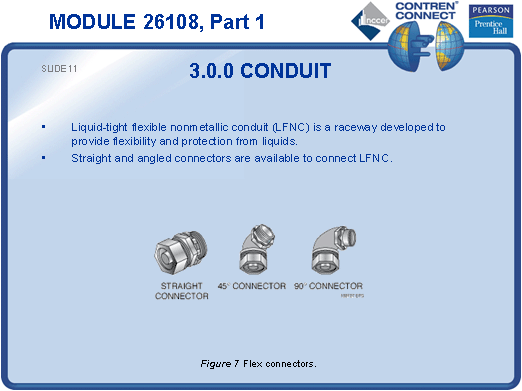 MODULE 26108, Part 1
nccer
CONTREN®
CONNECT
PEARSON
Prentice
Hall
SLIDE 11
3.0.0 CONDUIT
• Liquid-tight flexible nonmetallic conduit (LFNC) is a raceway developed to
provide flexibility and protection from liquids.
• Straight and angled connectors are available to connect LFNC.
STRAIGHT
CONNECTOR
45° CONNECTOR
90° CONNECTOR
Figure 7 Flex connectors.